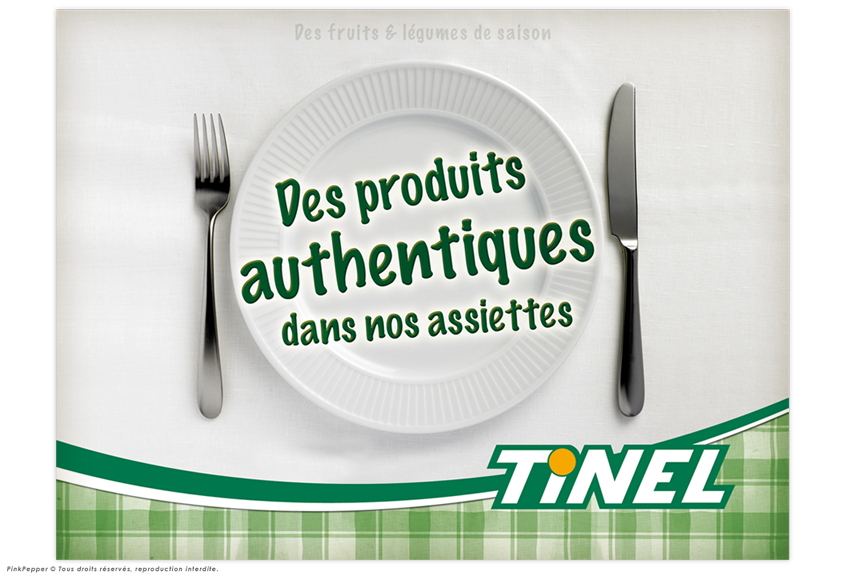 Des fruits & légumes de saison
Des produits
authentiques
dans nos assiettes
TiNEL
PinkPepper © Tous droits réservés, reproduction interdite.